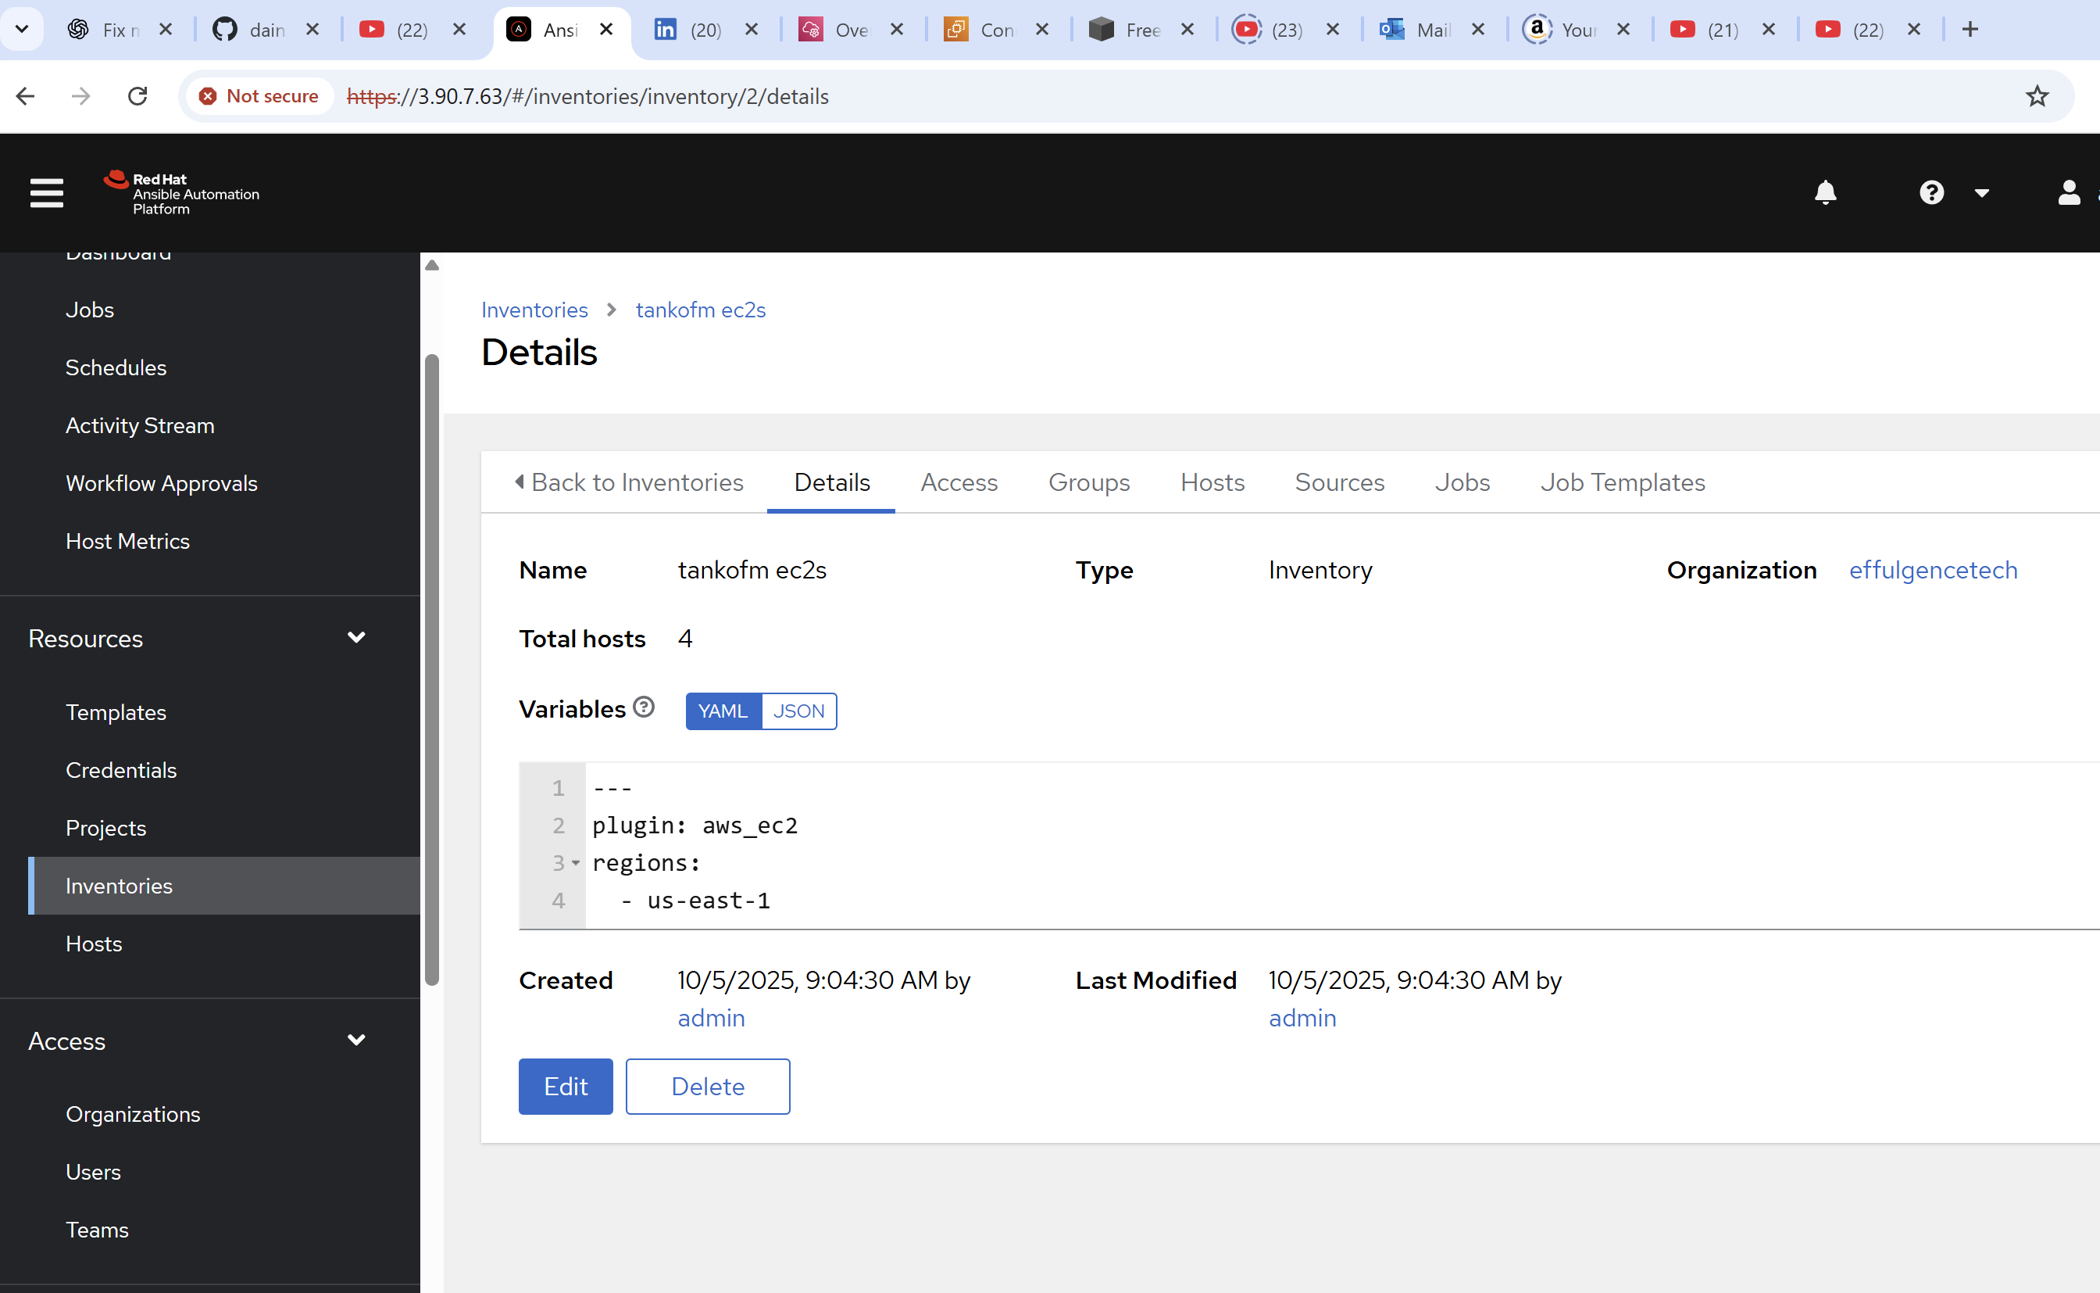 Fix
dain
(22)
Ansi
(20)
Ove
Con
Free
(23)
Mail
Your
(21)
(22)
Not secure
https://3.90.7.63/#/inventories/inventory/2/details
Red Hat
Ansible Automation
Platform
Dashboard
Jobs
Schedules
Activity Stream
Workflow Approvals
Host Metrics
Resources
Templates
Credentials
Projects
Inventories
Hosts
Access
Organizations
Users
Teams
Inventories > tankofm ec2s
Details
Back to Inventories Details Access Groups Hosts Sources Jobs Job Templates
Name tankofm ec2s Type Inventory Organization effulgencetech
Total hosts 4
Variables YAML JSON
1 ---
2 plugin: aws_ec2
3 regions:
4 - us-east-1
Created 10/5/2025, 9:04:30 AM by admin
Last Modified 10/5/2025, 9:04:30 AM by admin
Edit Delete